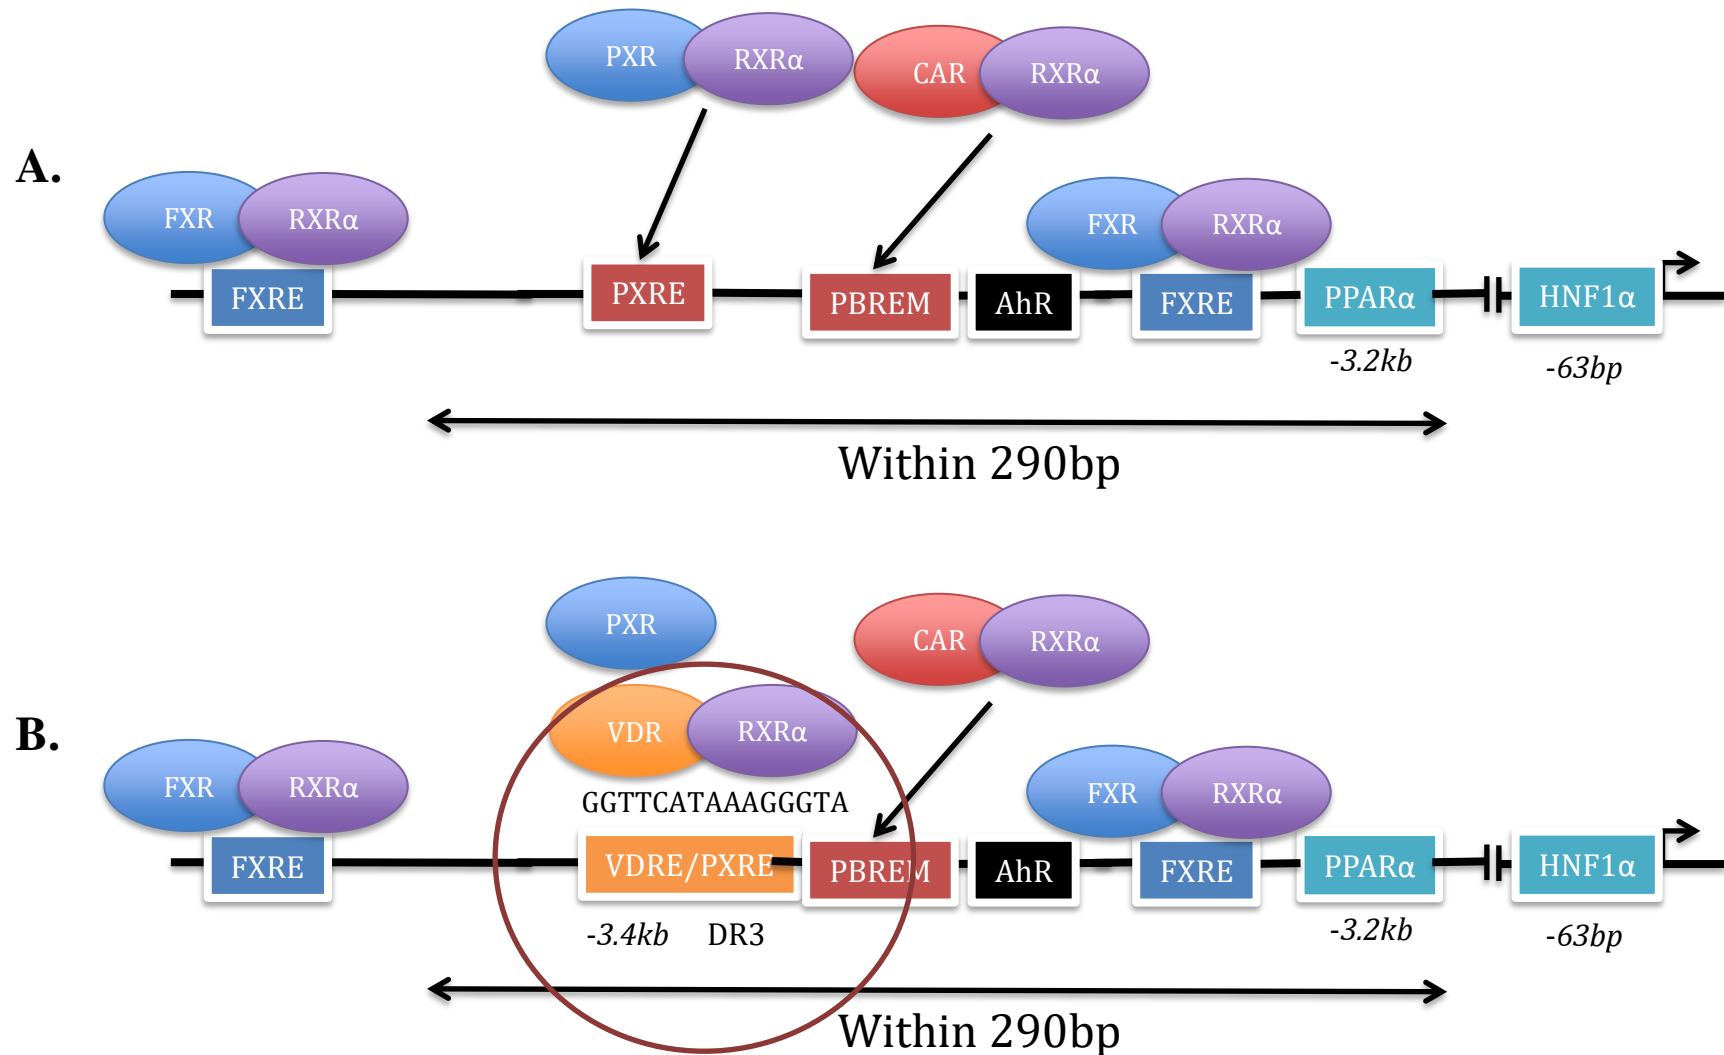 A.
PXR RXRα CAR RXRα
FXR RXRα FXR RXRα
FXRE PXRE PBREM AhR FXRE PPARα HNF1α
-3.2kb -63bp
Within 290bp
B.
PXR CAR RXRα
VDR RXRα
FXR RXRα FXR RXRα
GGTTCATAAAGGGTA
FXRE VDRE/PXRE PBREM AhR FXRE PPARα HNF1α
-3.4kb DR3 -3.2kb -63bp
Within 290bp